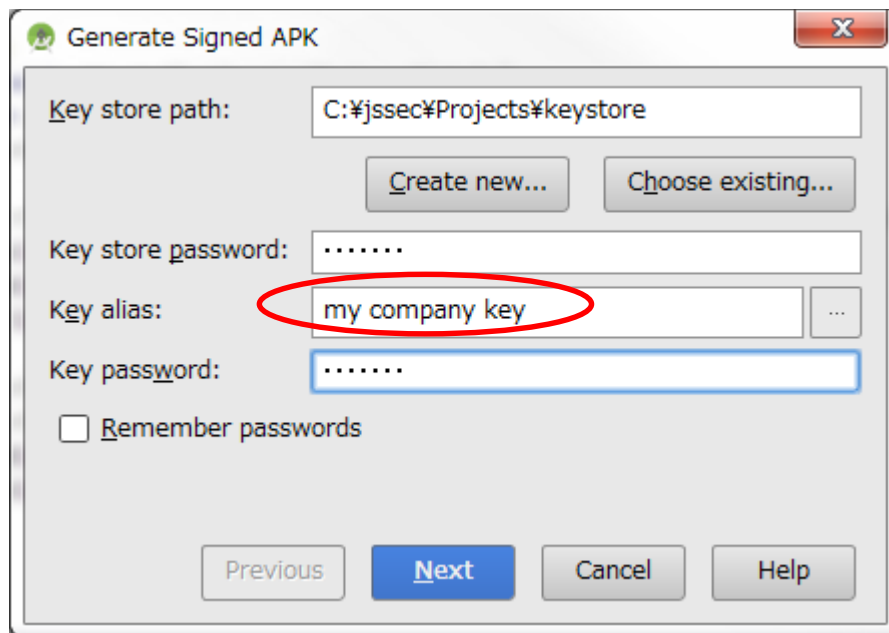 Generate Signed APK
Key store path: C:¥jssec¥Projects¥keystore
Create new... Choose existing...
Key store password: •••••••
Key alias: my company key ...
Key password: •••••••
Remember passwords
Previous Next Cancel Help